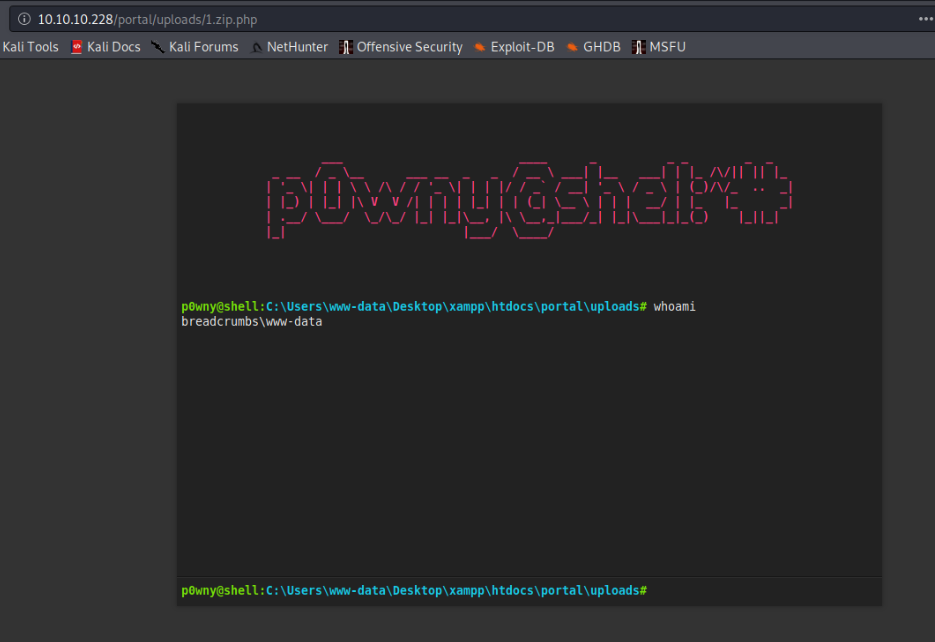 10.10.10.228/portal/uploads/1.zip.php
Kali Tools Kali Docs Kali Forums NetHunter Offensive Security Exploit-DB GHDB MSFU
p0wny@shell:~#
p0wny@shell:C:\Users\www-data\Desktop\xampp\htdocs\portal\uploads# whoami
breadcrumbs\www-data
p0wny@shell:C:\Users\www-data\Desktop\xampp\htdocs\portal\uploads#